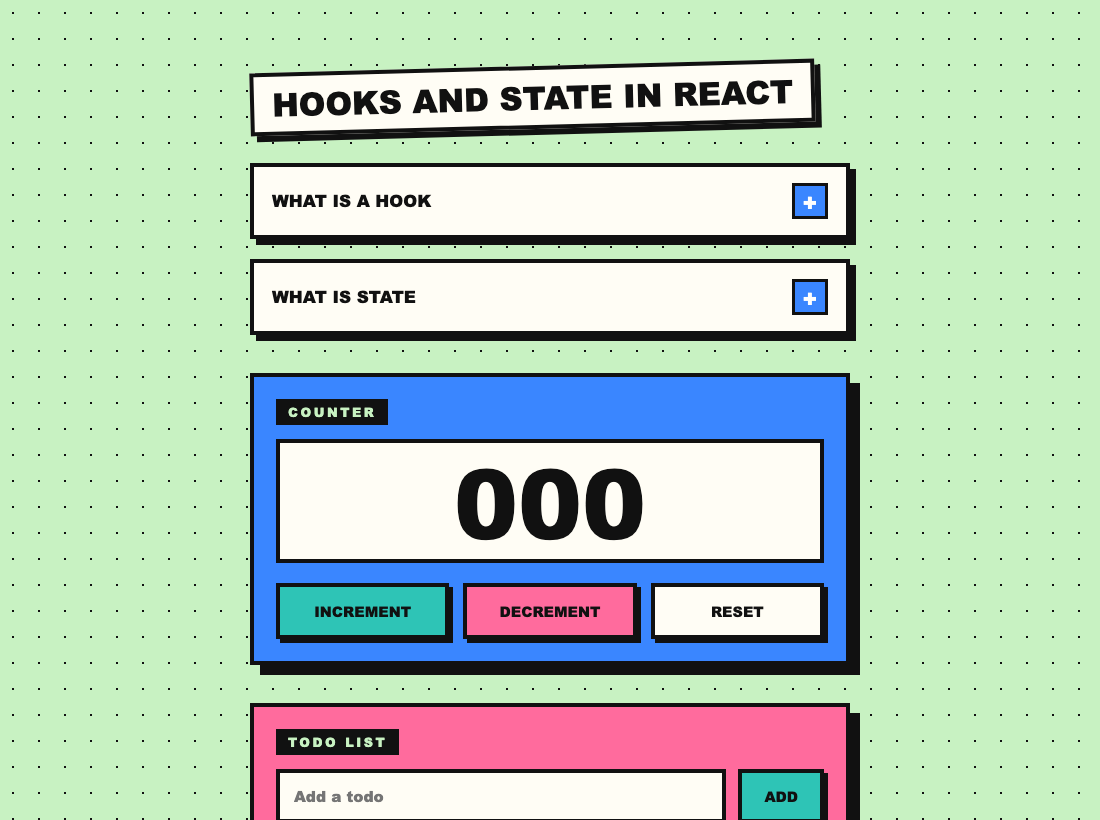 HOOKS AND STATE IN REACT
WHAT IS A HOOK
+
WHAT IS STATE
+
COUNTER
000
INCREMENT DECREMENT RESET
TODO LIST
Add a todo ADD